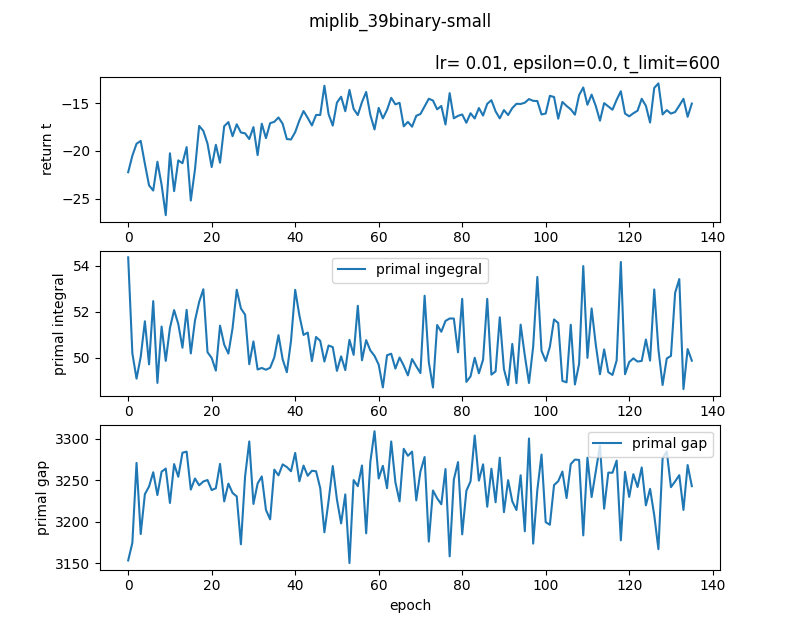 miplib_39binary-small
lr= 0.01, epsilon=0.0, t_limit=600
return t
−15
−20
−25
0 20 40 60 80 100 120 140
primal integral
54
52
50
primal ingegral
0 20 40 60 80 100 120 140
primal gap
3300
3250
3200
3150
primal gap
0 20 40 60 80 100 120 140
epoch